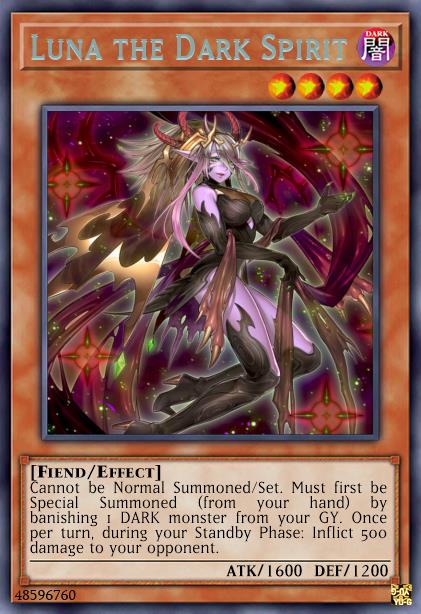 LUNA THE DARK SPIRIT
DARK
闇
[FIEND/EFFECT]
Cannot be Normal Summoned/Set. Must first be
Special Summoned (from your hand) by
banishing 1 DARK monster from your GY. Once
per turn, during your Standby Phase: Inflict 500
damage to your opponent.
ATK/1600 DEF/1200
48596760